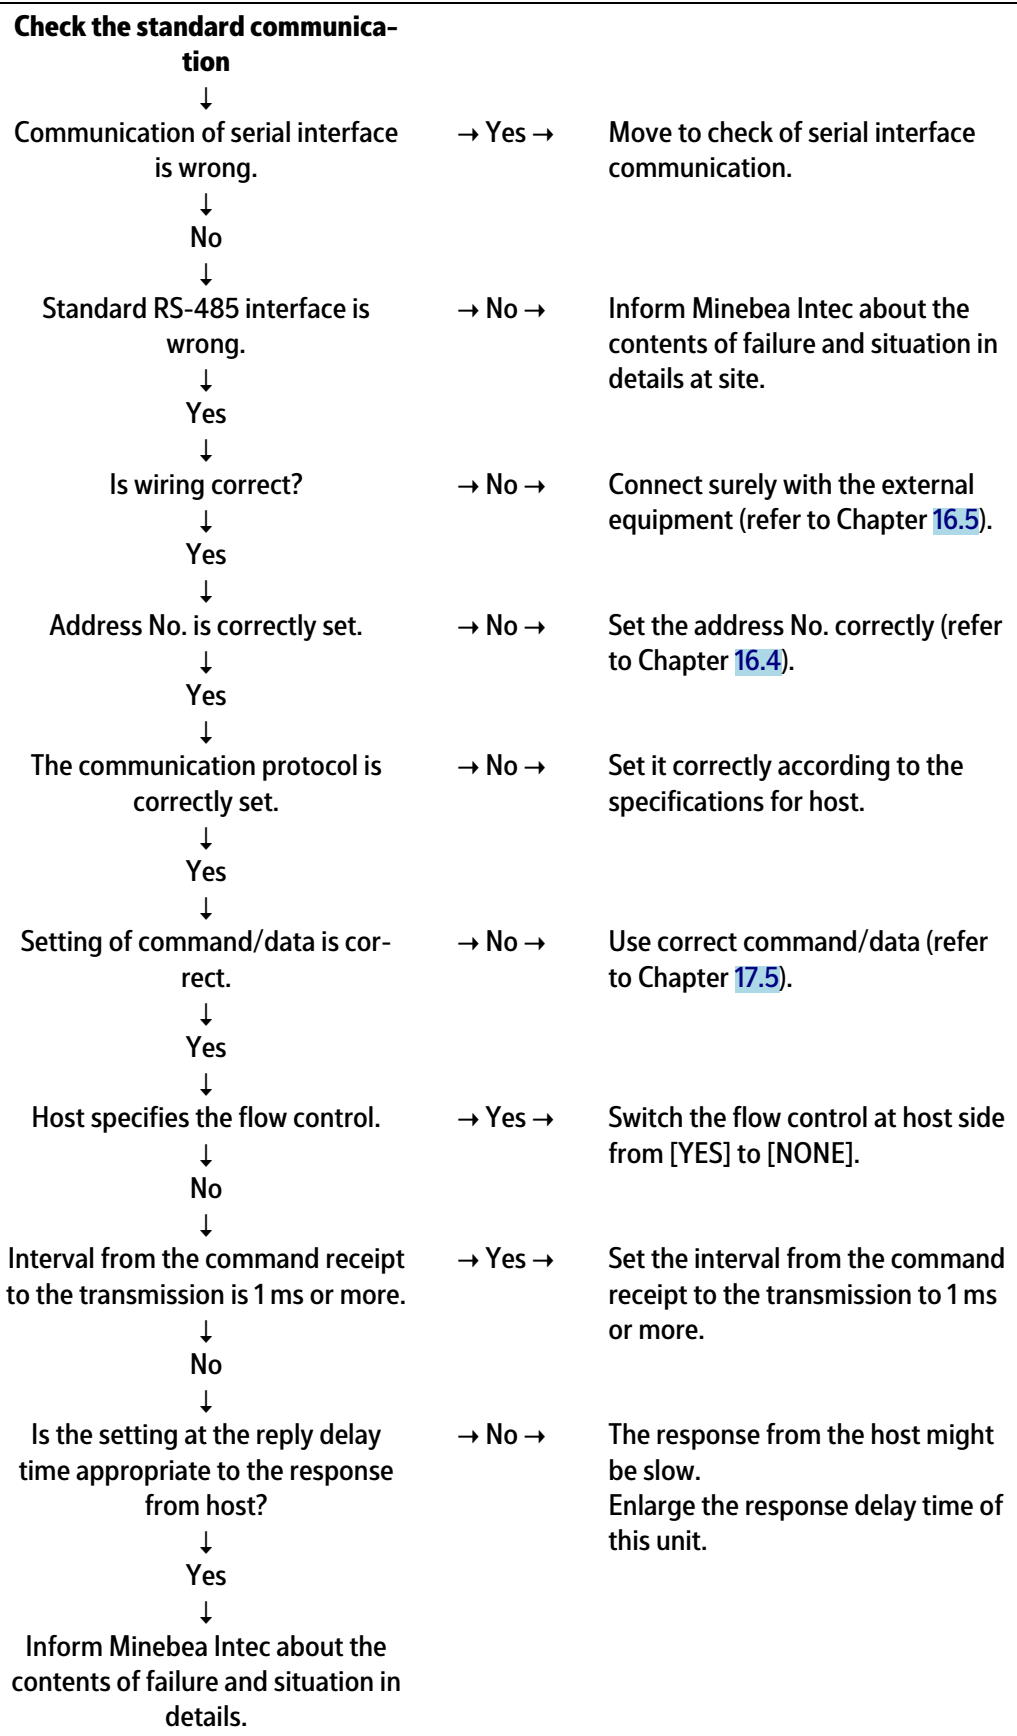 Check the standard communica-
tion
↓
Communication of serial interface
is wrong.
→ Yes →
Move to check of serial interface
communication.
↓
No
↓
Standard RS-485 interface is
wrong.
→ No →
Inform Minebea Intec about the
contents of failure and situation in
details at site.
↓
Yes
↓
Is wiring correct?
→ No →
Connect surely with the external
equipment (refer to Chapter 16.5).
↓
Yes
↓
Address No. is correctly set.
→ No →
Set the address No. correctly (refer
to Chapter 16.4).
↓
Yes
↓
The communication protocol is
correctly set.
→ No →
Set it correctly according to the
specifications for host.
↓
Yes
↓
Setting of command/data is cor-
rect.
→ No →
Use correct command/data (refer
to Chapter 17.5).
↓
Yes
↓
Host specifies the flow control.
→ Yes →
Switch the flow control at host side
from [YES] to [NONE].
↓
No
↓
Interval from the command receipt
to the transmission is 1 ms or more.
→ Yes →
Set the interval from the command
receipt to the transmission to 1 ms
or more.
↓
No
↓
Is the setting at the reply delay
time appropriate to the response
from host?
→ No →
The response from the host might
be slow.
Enlarge the response delay time of
this unit.
↓
Yes
↓
Inform Minebea Intec about the
contents of failure and situation in
details.